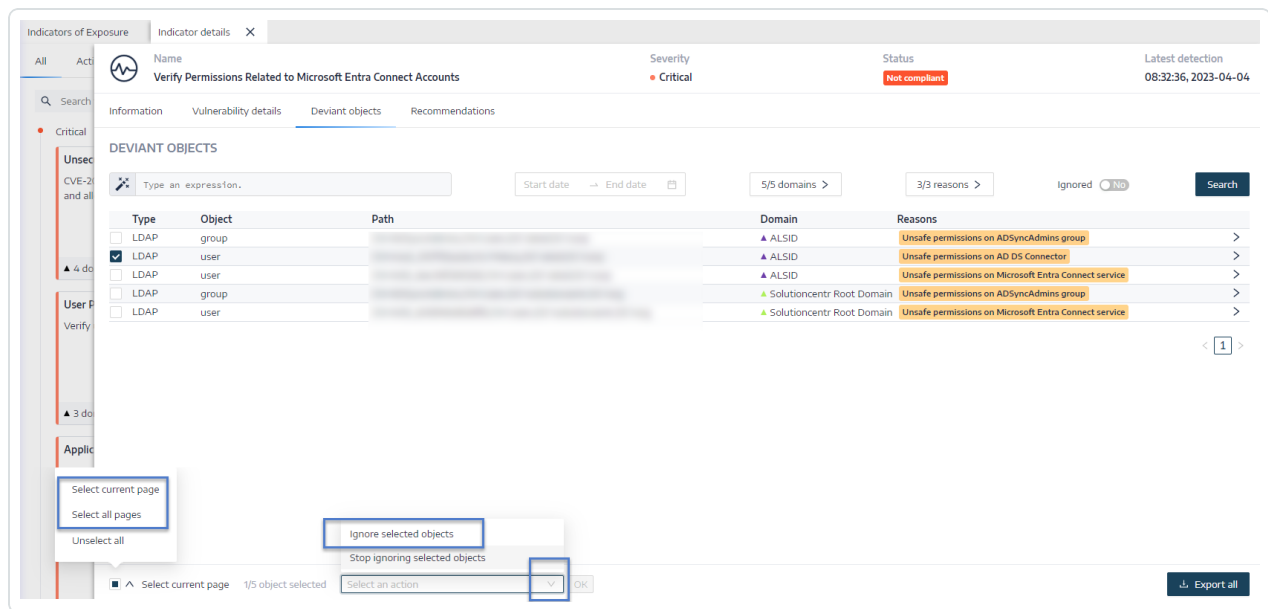 Indicators of Exposure
Indicator details
All
Acti
Search
Critical
Unsec
CVE-20
and all
4 do
User P
Verify
3 do
Applic
Name
Verify Permissions Related to Microsoft Entra Connect Accounts
Severity
Critical
Status
Not compliant
Latest detection
08:32:36, 2023-04-04
Information Vulnerability details Deviant objects Recommendations
DEVIANT OBJECTS
Type an expression.
Start date → End date
5/5 domains >
3/3 reasons >
Ignored No
Search
Type Object Path Domain Reasons
LDAP group ALSID Unsafe permissions on ADSyncAdmins group
LDAP user ALSID Unsafe permissions on AD DS Connector
LDAP user ALSID Unsafe permissions on Microsoft Entra Connect service
LDAP group Solutioncentr Root Domain Unsafe permissions on ADSyncAdmins group
LDAP user Solutioncentr Root Domain Unsafe permissions on Microsoft Entra Connect service
< 1 >
Select current page
Select all pages
Unselect all
Ignore selected objects
Stop ignoring selected objects
Select current page 1/5 object selected Select an action OK
Export all